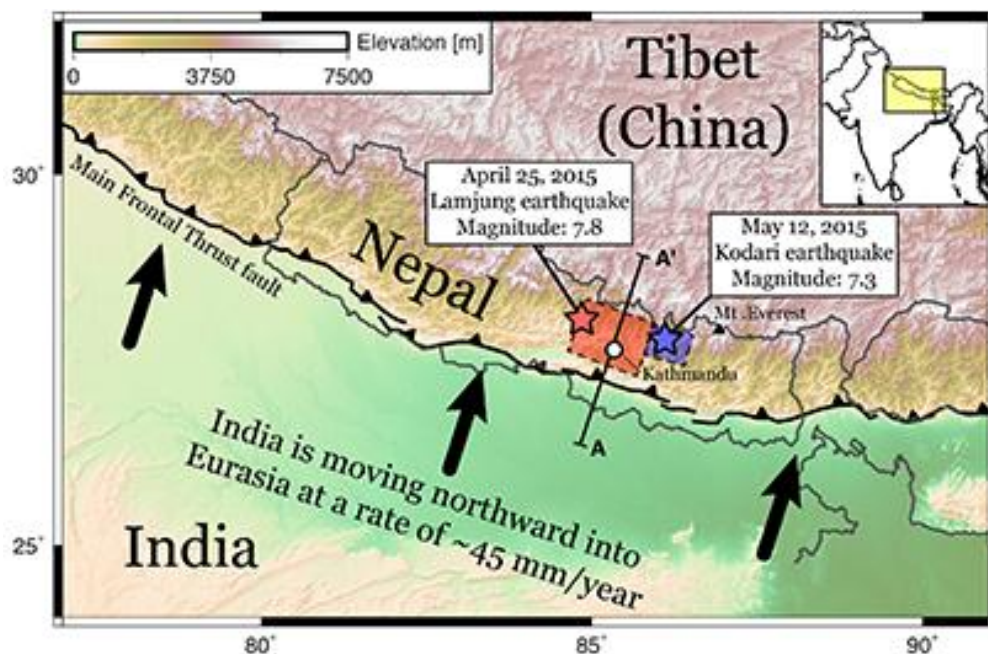 Elevation [m]
0 3750 7500
Tibet
(China)
30°
Main Frontal Thrust fault
April 25, 2015
Lamjung earthquake
Magnitude: 7.8
May 12, 2015
Kodari earthquake
Magnitude: 7.3
Nepal
A'
Mt .Everest
Kathmandu
A
India is moving northward into
Eurasia at a rate of ~45 mm/year
India
25°
80° 85° 90°